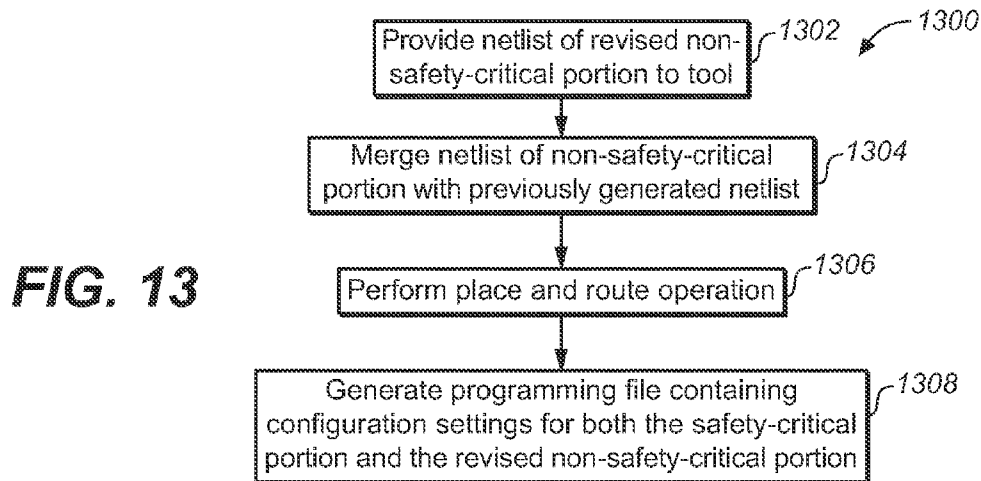 Provide netlist of revised non-
safety-critical portion to tool
1302
1300
Merge netlist of non-safety-critical
portion with previously generated netlist
1304
FIG. 13
Perform place and route operation
1306
Generate programming file containing
configuration settings for both the safety-critical
portion and the revised non-safety-critical portion
1308